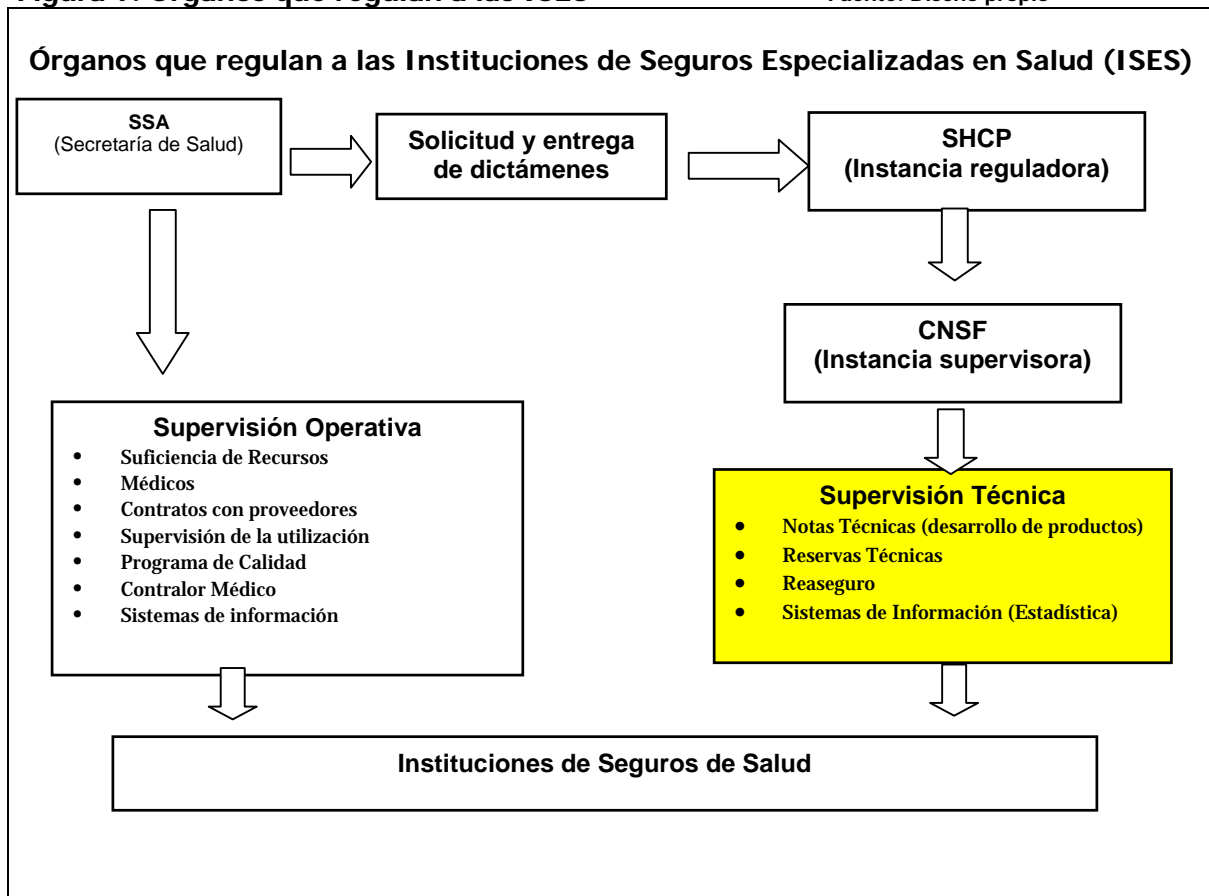 Órganos que regulan a las Instituciones de Seguros Especializadas en Salud (ISES)
SSA
(Secretaría de Salud)
Solicitud y entrega
de dictámenes
SHCP
(Instancia reguladora)
CNSF
(Instancia supervisora)
Supervisión Operativa
• Suficiencia de Recursos
• Médicos
• Contratos con proveedores
• Supervisión de la utilización
• Programa de Calidad
• Contralor Médico
• Sistemas de información
Supervisión Técnica
• Notas Técnicas (desarrollo de productos)
• Reservas Técnicas
• Reaseguro
• Sistemas de Información (Estadística)
Instituciones de Seguros de Salud